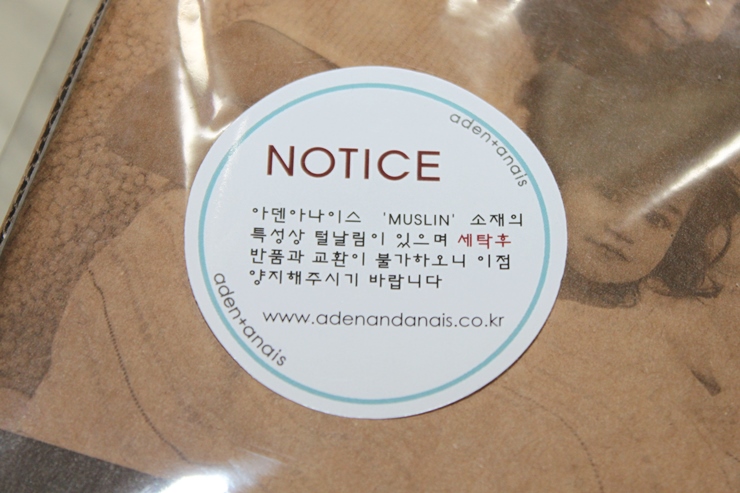 aden+anais
NOTICE
아덴아나이스 'MUSLIN' 소재의
특성상 털날림이 있으며 세탁후
반품과 교환이 불가하오니 이점
양지해주시기 바랍니다
www.adenandanais.co.kr
aden+anais